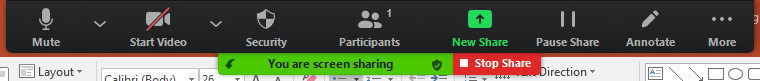 1
Mute Start Video Security Participants New Share Pause Share Annotate More
You are screen sharing Stop Share
Layout Calibri (Body) 26 Direction